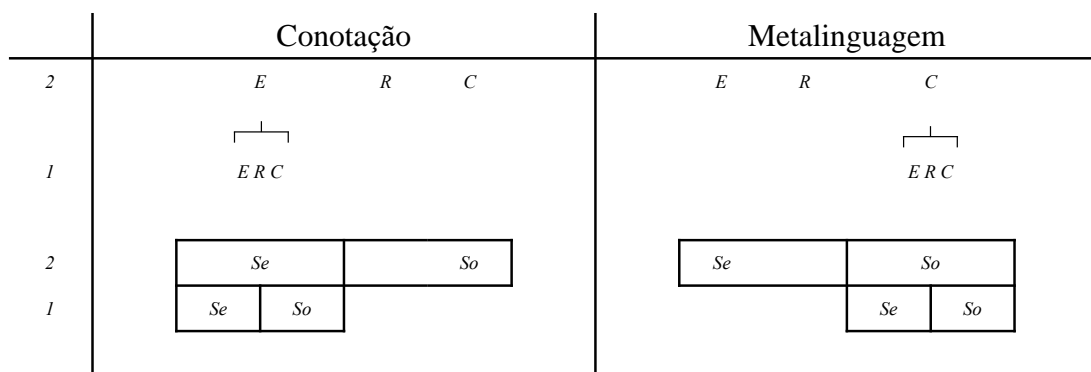 Conotação Metalinguagem
2 E R C E R C
1 E R C E R C
2 Se So Se So
1 Se So Se So